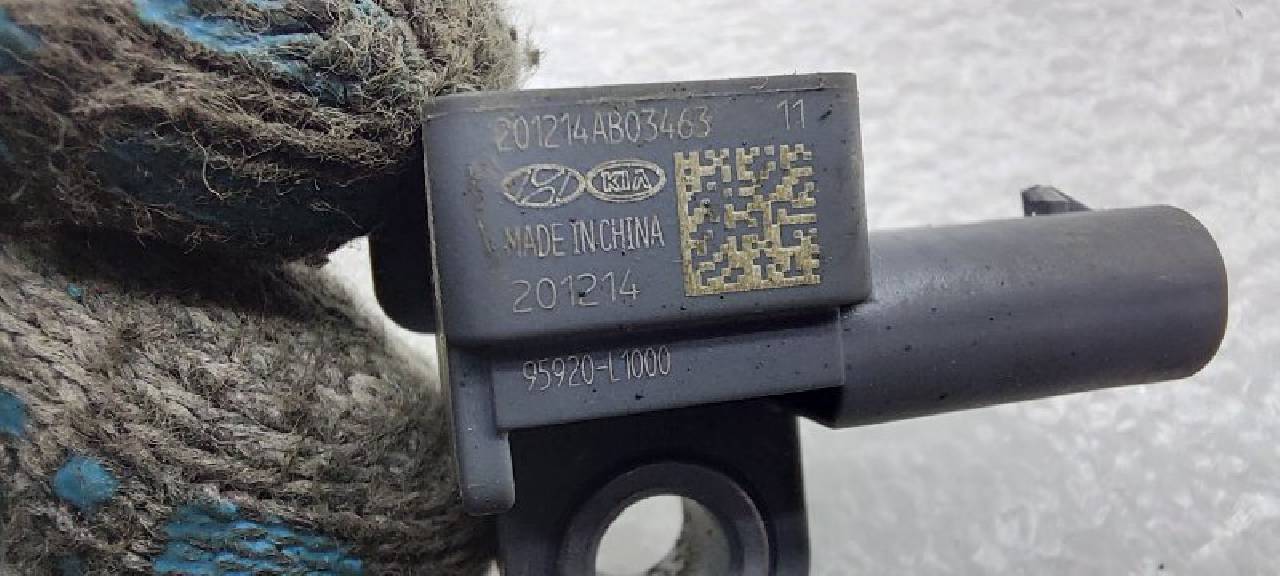 201214AB03463 11
KIA
MADE IN CHINA
201214
95920-L1000